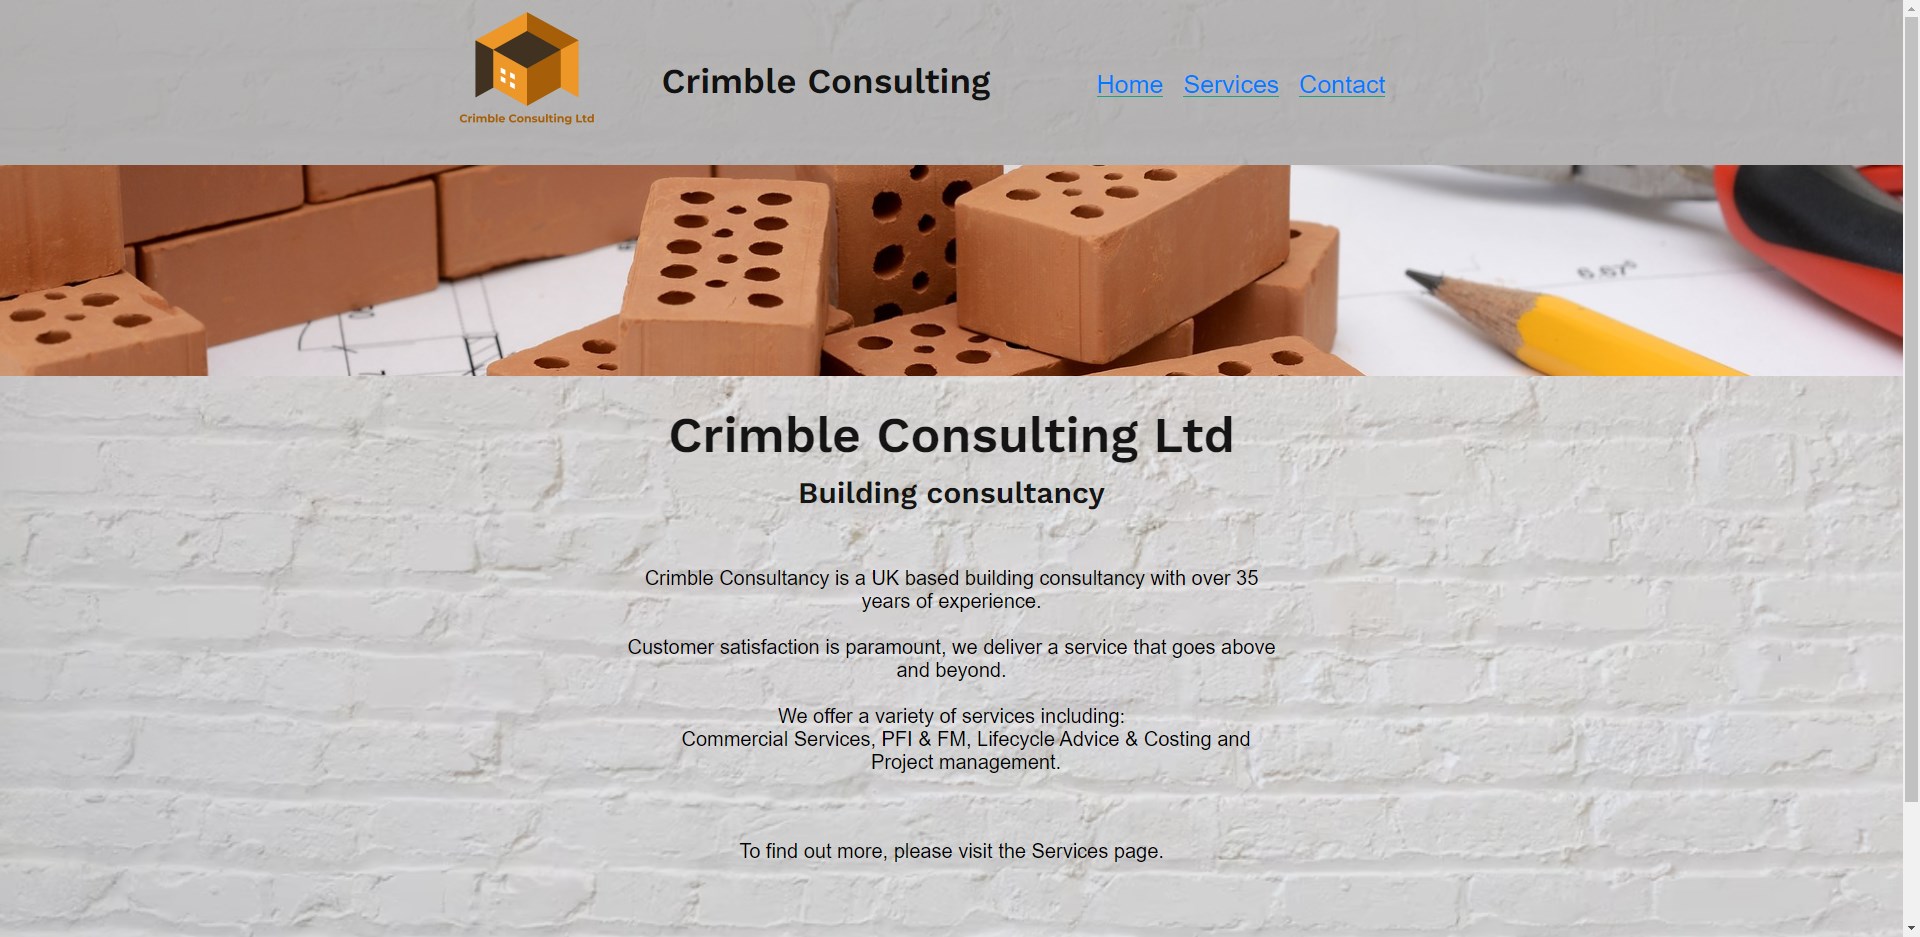 Crimble Consulting Ltd
Crimble Consulting
Home Services Contact
6.67°
Crimble Consulting Ltd
Building consultancy
Crimble Consultancy is a UK based building consultancy with over 35
years of experience.
Customer satisfaction is paramount, we deliver a service that goes above
and beyond.
We offer a variety of services including:
Commercial Services, PFI & FM, Lifecycle Advice & Costing and
Project management.
To find out more, please visit the Services page.